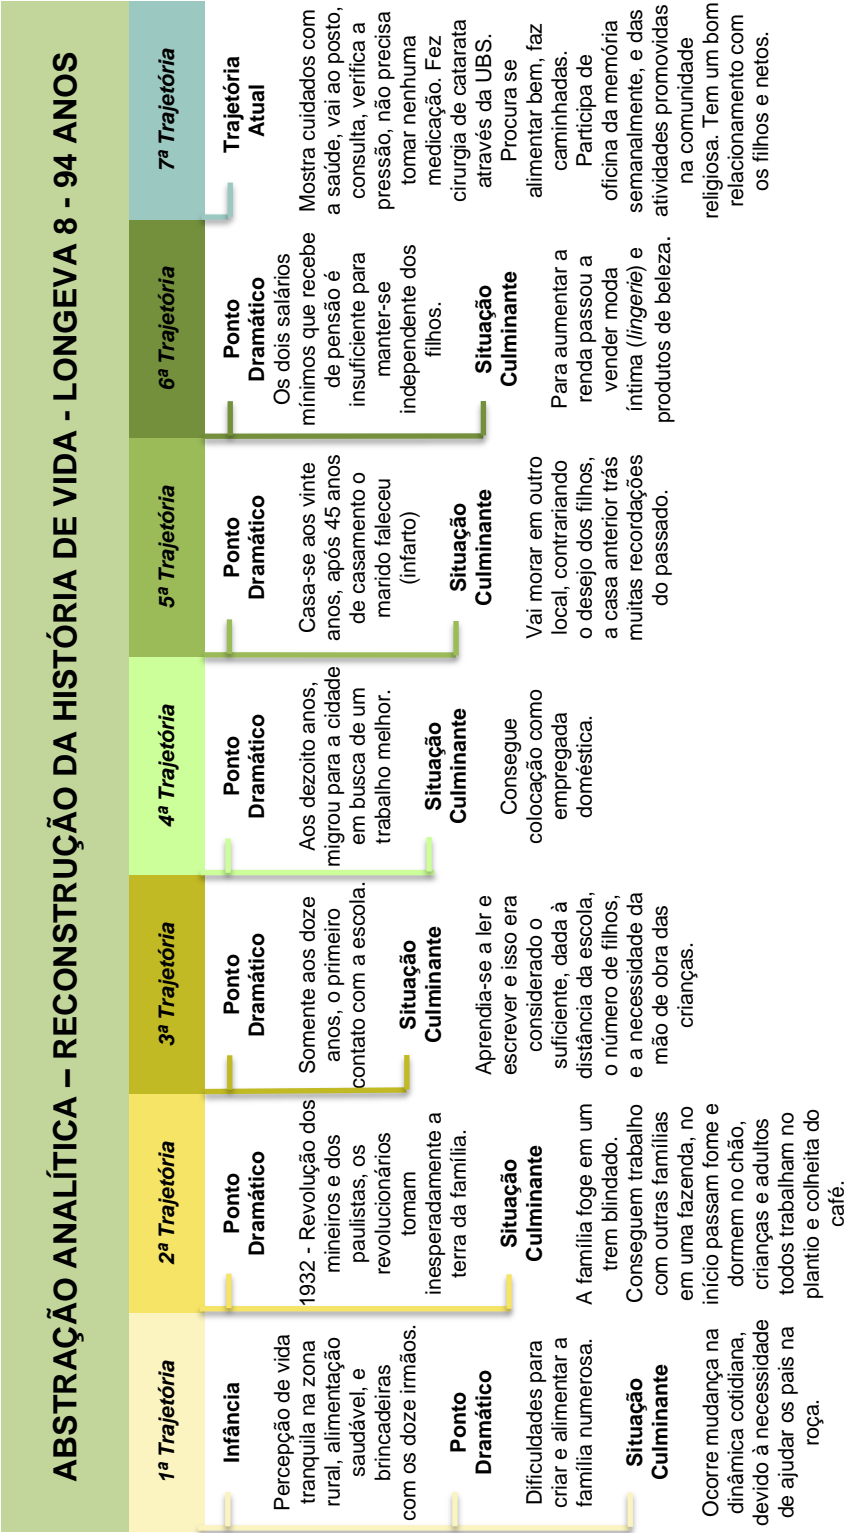 ABSTRAÇÃO ANALÍTICA – RECONSTRUÇÃO DA HISTÓRIA DE VIDA - LONGEVA 8 - 94 ANOS
1ª Trajetória
Infância
Percepção de vida
tranquila na zona
rural, alimentação
saudável, e
brincadeiras
com os doze irmãos.
Ponto
Dramático
Dificuldades para
criar e alimentar a
família numerosa.
Situação
Culminante
Ocorre mudança na
dinâmica cotidiana,
devido à necessidade
de ajudar os pais na
roça.
2ª Trajetória
Ponto
Dramático
1932 - Revolução dos
mineiros e dos
paulistas, os
revolucionários
tomam
inesperadamente a
terra da família.
Situação
Culminante
A família foge em um
trem blindado.
Conseguem trabalho
com outras famílias
em uma fazenda, no
início passam fome e
dormem no chão,
crianças e adultos
todos trabalham no
plantio e colheita do
café.
3ª Trajetória
Ponto
Dramático
Somente aos doze
anos, o primeiro
contato com a escola.
Situação
Culminante
Aprendia-se a ler e
escrever e isso era
considerado o
suficiente, dada à
distância da escola,
o número de filhos,
e a necessidade da
mão de obra das
crianças.
4ª Trajetória
Ponto
Dramático
Aos dezoito anos,
migrou para a cidade
em busca de um
trabalho melhor.
Situação
Culminante
Consegue
colocação como
empregada
doméstica.
5ª Trajetória
Ponto
Dramático
Casa-se aos vinte
anos, após 45 anos
de casamento o
marido faleceu
(infarto)
Situação
Culminante
Vai morar em outro
local, contrariando
o desejo dos filhos,
a casa anterior trás
muitas recordações
do passado.
6ª Trajetória
Ponto
Dramático
Os dois salários
mínimos que recebe
de pensão é
insuficiente para
manter-se
independente dos
filhos.
Situação
Culminante
Para aumentar a
renda passou a
vender moda
íntima (lingerie) e
produtos de beleza.
7ª Trajetória
Trajetória
Atual
Mostra cuidados com
a saúde, vai ao posto,
consulta, verifica a
pressão, não precisa
tomar nenhuma
medicação. Fez
cirurgia de catarata
através da UBS.
Procura se
alimentar bem, faz
caminhadas.
Participa de
oficina da memória
semanalmente, e das
atividades promovidas
na comunidade
religiosa. Tem um bom
relacionamento com
os filhos e netos.